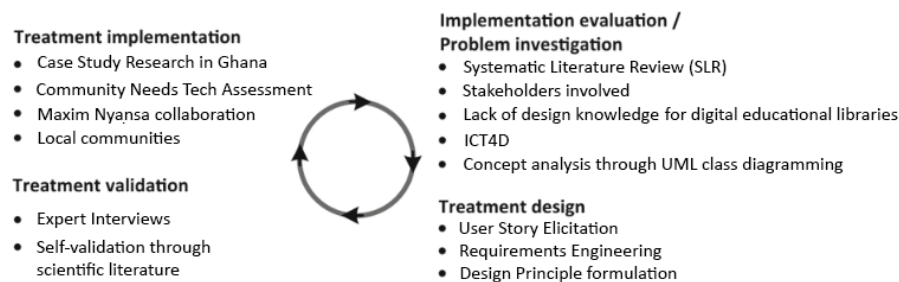 Treatment implementation
• Case Study Research in Ghana
• Community Needs Tech Assessment
• Maxim Nyansa collaboration
• Local communities
Implementation evaluation /
Problem investigation
• Systematic Literature Review (SLR)
• Stakeholders involved
• Lack of design knowledge for digital educational libraries
• ICT4D
• Concept analysis through UML class diagramming
Treatment validation
• Expert Interviews
• Self-validation through
scientific literature
Treatment design
• User Story Elicitation
• Requirements Engineering
• Design Principle formulation